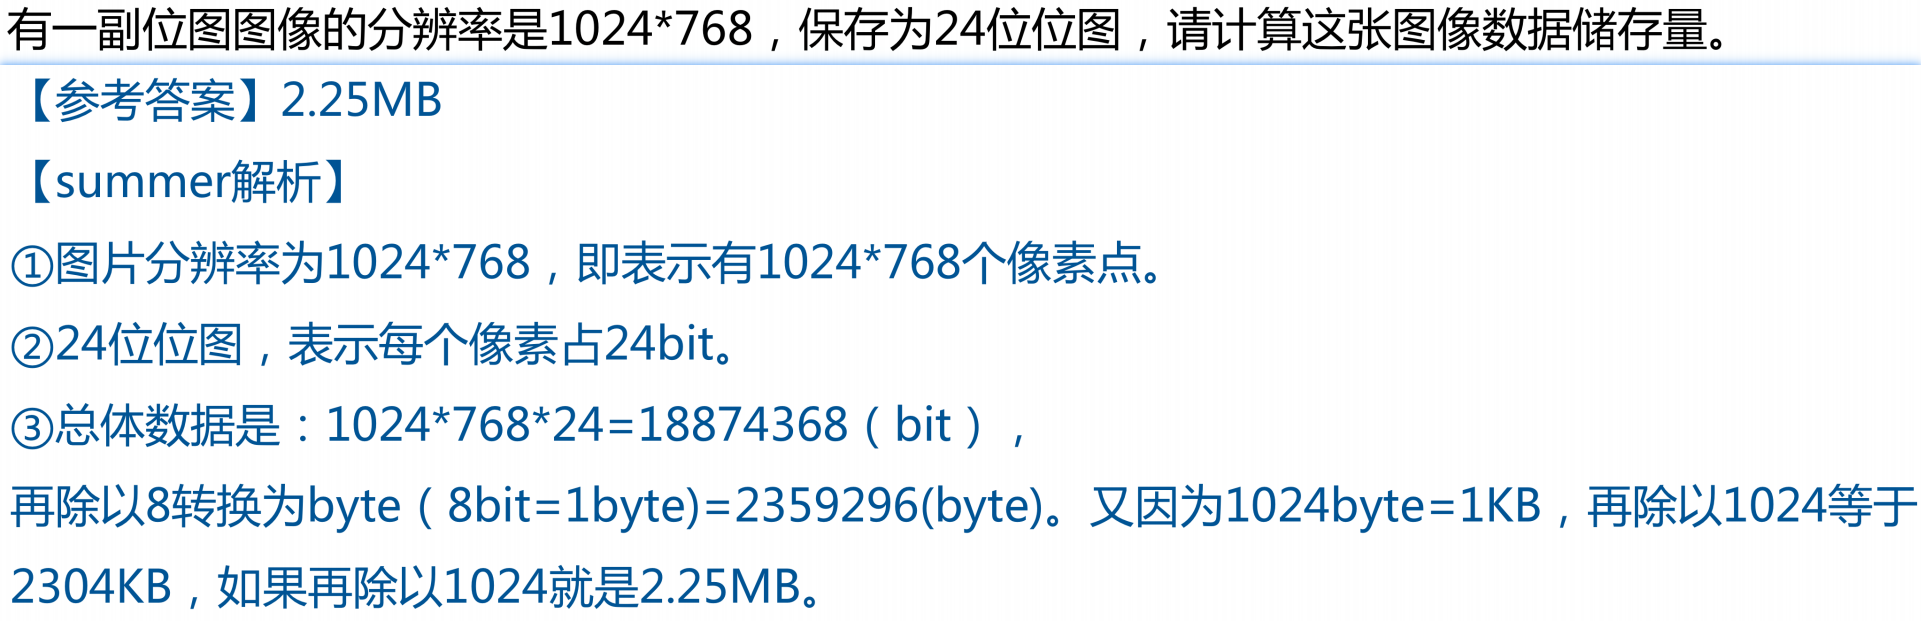 有一副位图图像的分辨率是1024*768，保存为24位位图，请计算这张图像数据储存量。
【参考答案】2.25MB
【summer解析】
①图片分辨率为1024*768，即表示有1024*768个像素点。
②24位位图，表示每个像素占24bit。
③总体数据是：1024*768*24=18874368（bit），
再除以8转换为byte（8bit=1byte)=2359296(byte)。又因为1024byte=1KB，再除以1024等于
2304KB，如果再除以1024就是2.25MB。